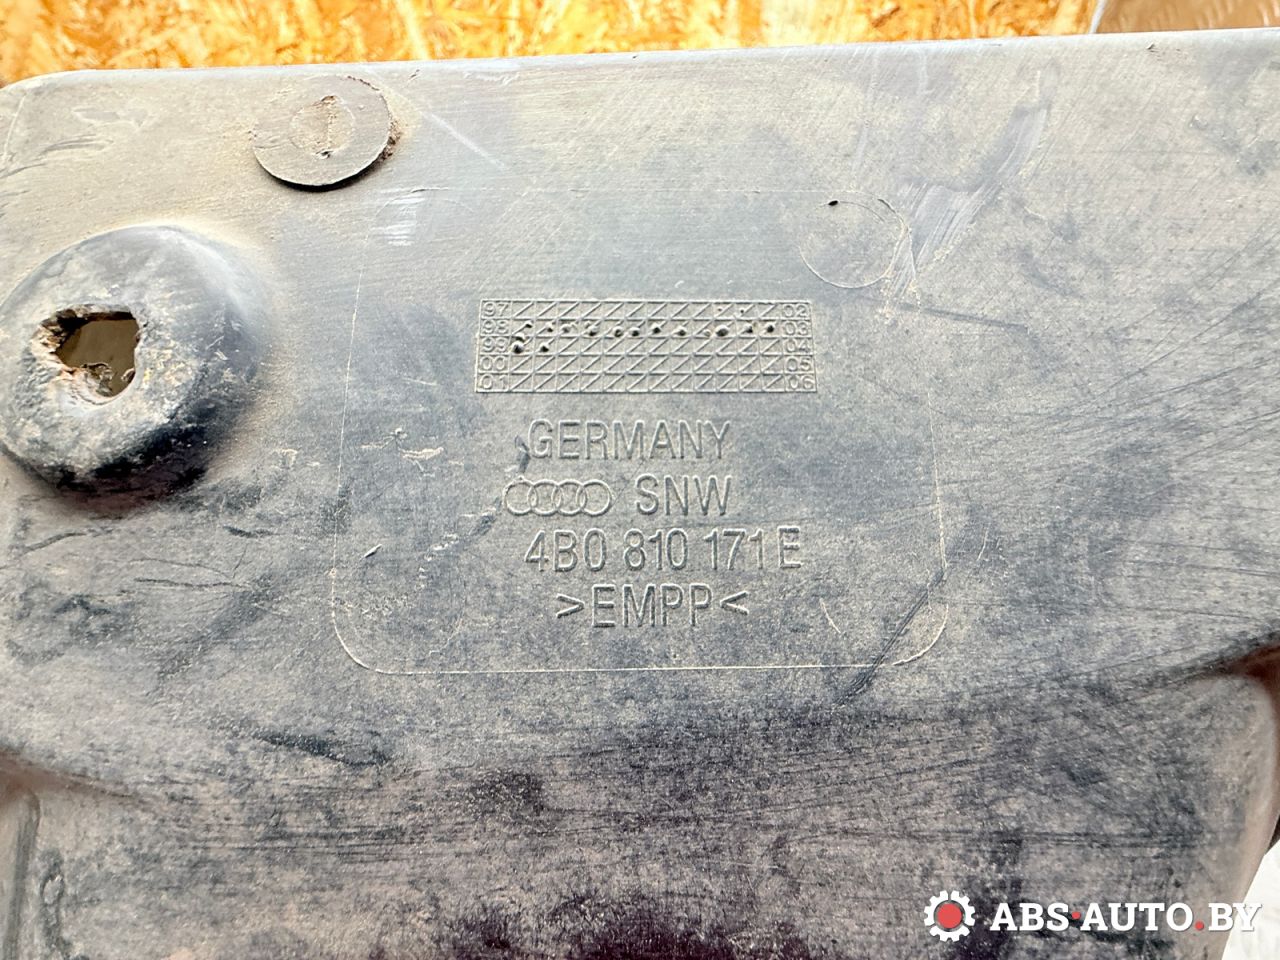 97 02
98 03
99 04
00 05
01 06
GERMANY
SNW
4B0 810 171 E
>EMPP<
ABS-AUTO.BY